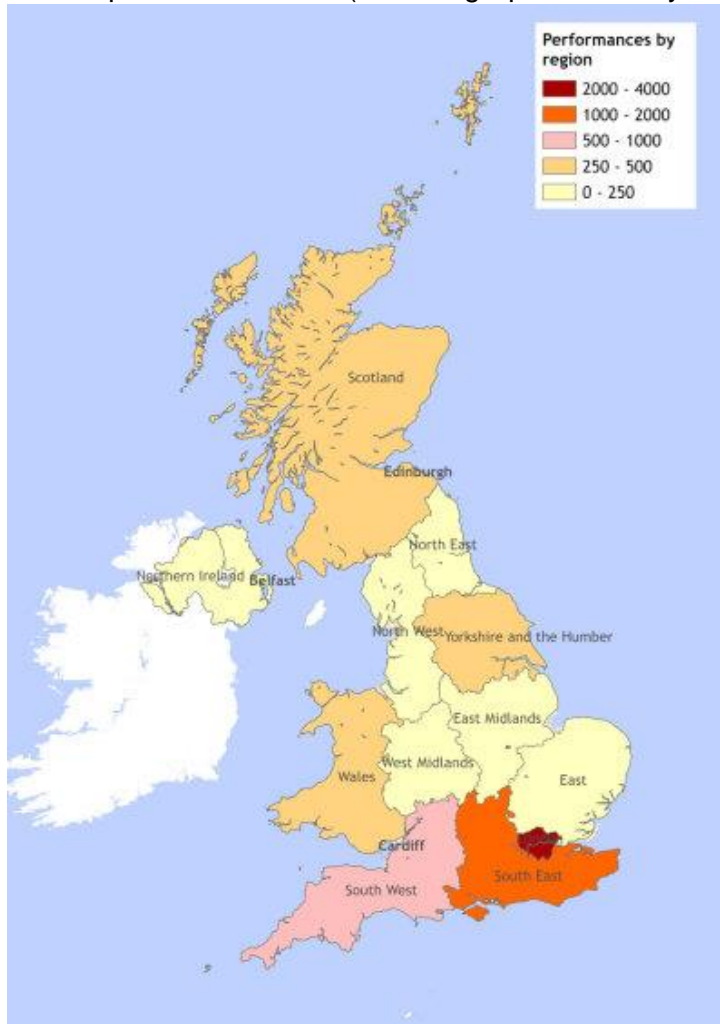 Performances by
region
2000 - 4000
1000 - 2000
500 - 1000
250 - 500
0 - 250
Scotland
Edinburgh
North East
Northern Ireland
Belfast
North West
Yorkshire and the Humber
East Midlands
West Midlands
Wales
East
Cardiff
South East
South West